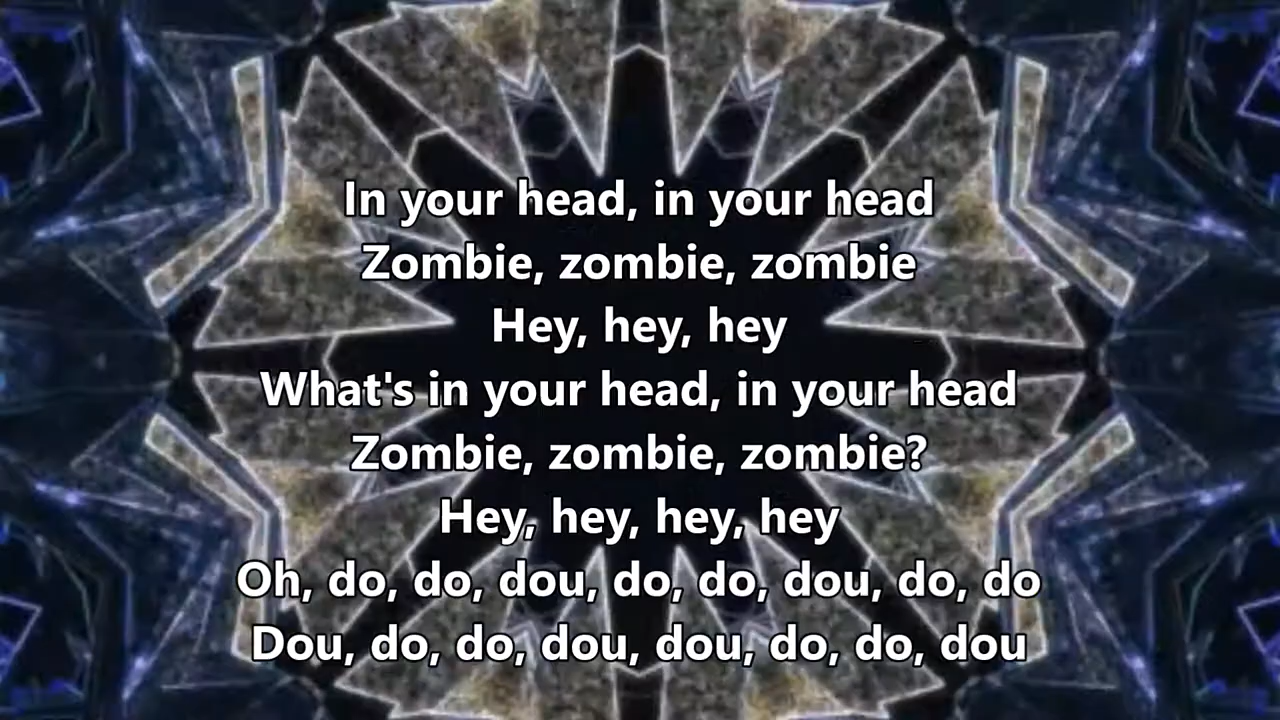 In your head, in your head
Zombie, zombie, zombie
Hey, hey, hey
What's in your head, in your head
Zombie, zombie, zombie?
Hey, hey, hey, hey
Oh, do, do, dou, do, do, dou, do, do
Dou, do, do, dou, dou, do, do, dou